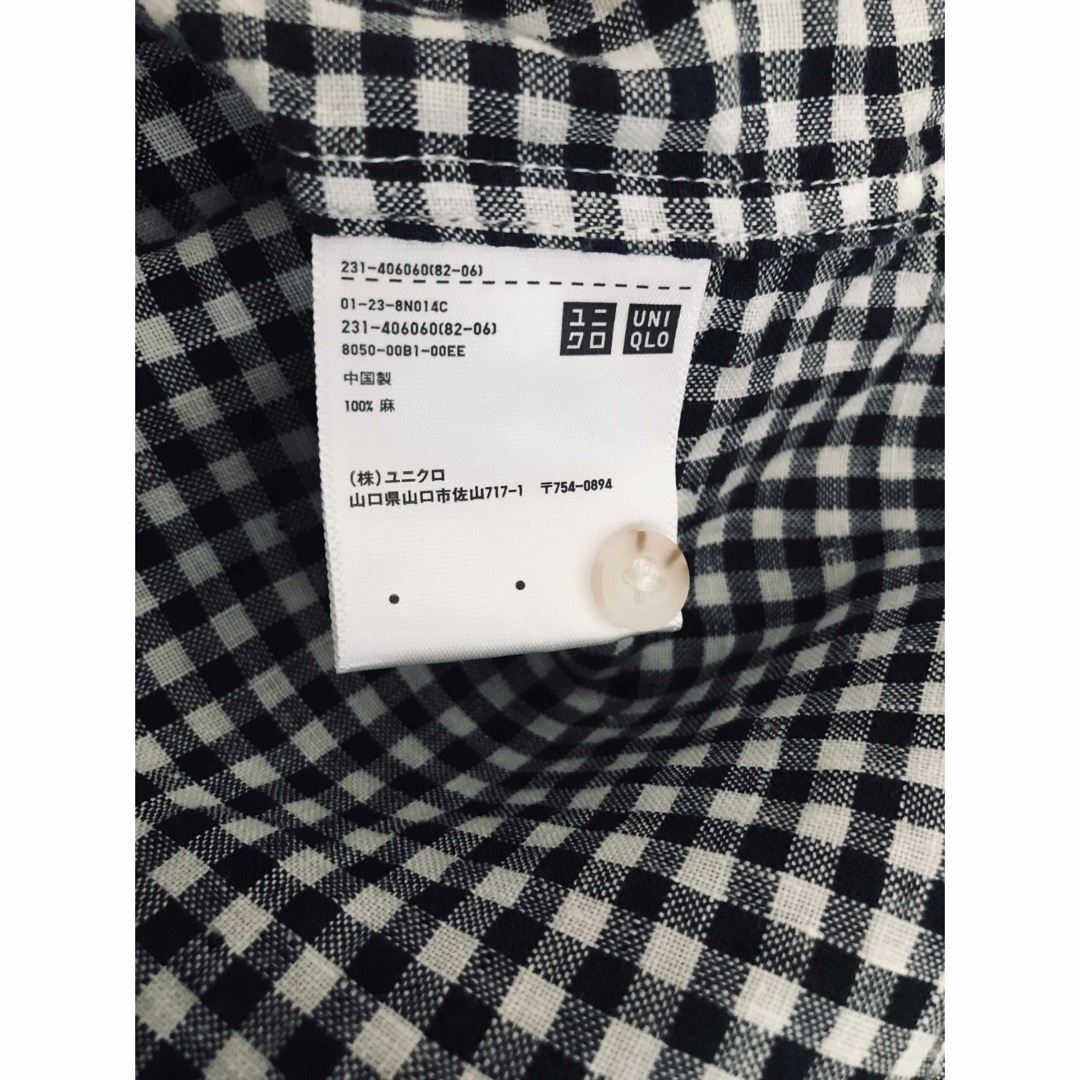 231-406060(82-06)
01-23-8N014C
231-406060(82-06)
8050-00B1-00EE
中国製
100% 麻
ユニ
クロ
UNI
QLO
(株)ユニクロ
山口県山口市佐山717-1 〒754-0894